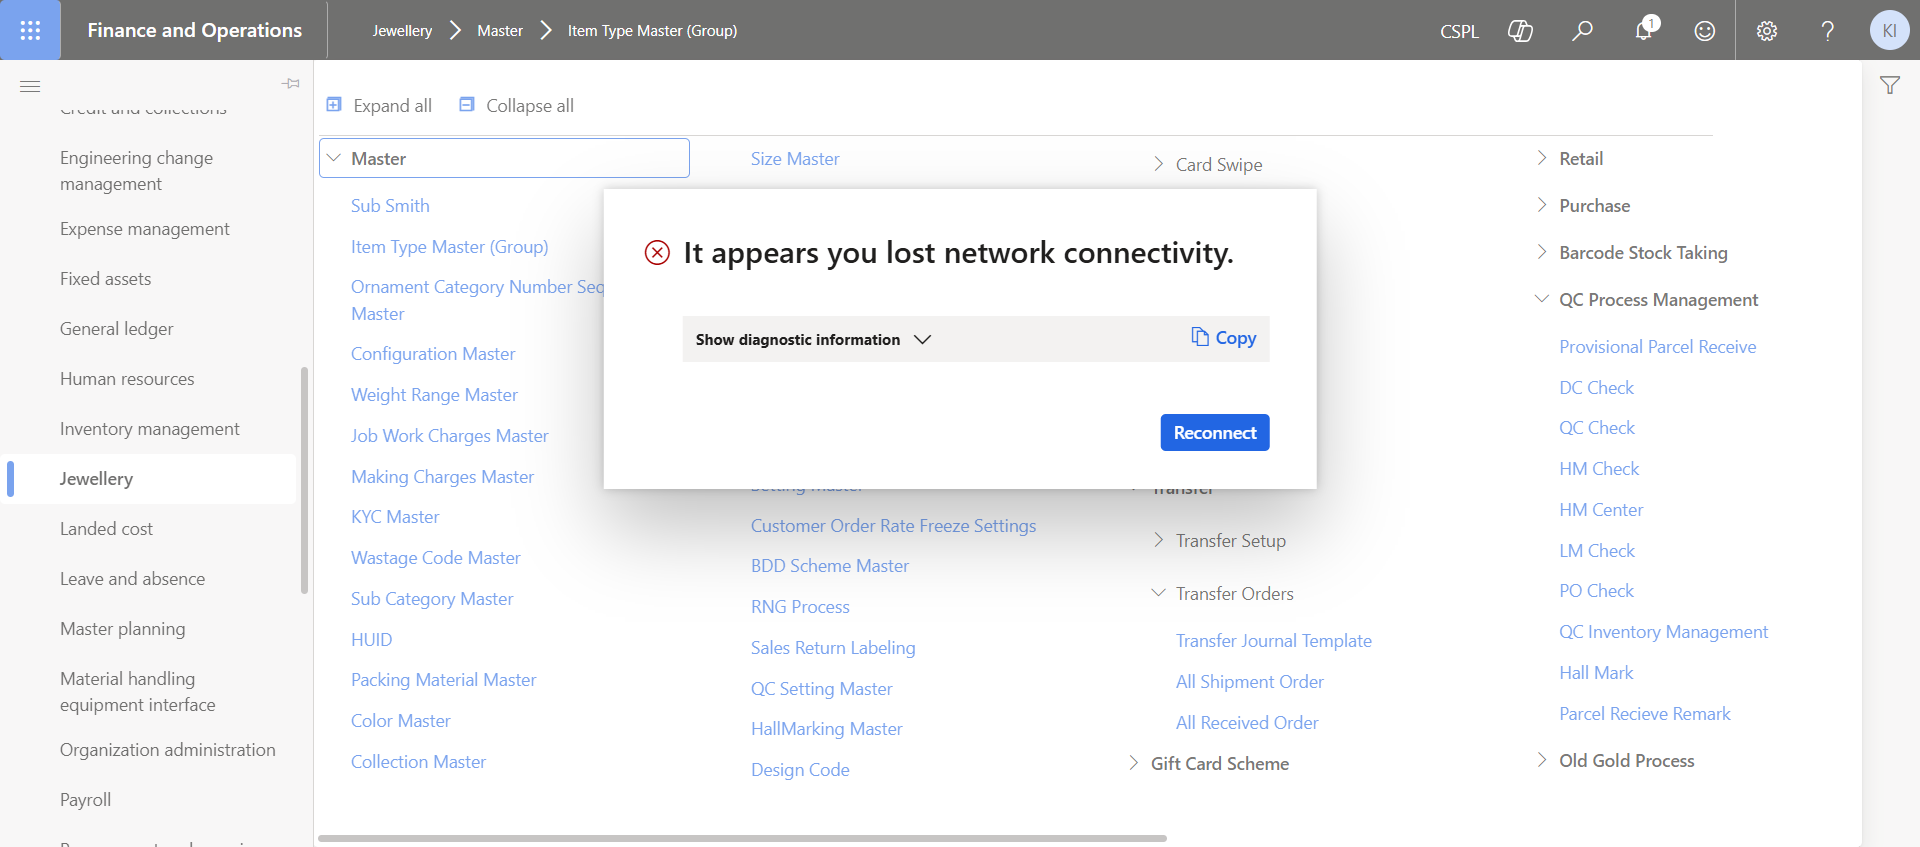 Finance and Operations
Jewellery
Master
Item Type Master (Group)
CSPL
1
KI
Credit and collections
Engineering change
management
Expense management
Fixed assets
General ledger
Human resources
Inventory management
Jewellery
Landed cost
Leave and absence
Master planning
Material handling
equipment interface
Organization administration
Payroll
Expand all
Collapse all
Master
Sub Smith
Item Type Master (Group)
Ornament Category Number Seq
Master
Configuration Master
Weight Range Master
Job Work Charges Master
Making Charges Master
KYC Master
Wastage Code Master
Sub Category Master
HUID
Packing Material Master
Color Master
Collection Master
Size Master
Setting Master
Customer Order Rate Freeze Settings
BDD Scheme Master
RNG Process
Sales Return Labeling
QC Setting Master
HallMarking Master
Design Code
Card Swipe
Transfer
Transfer Setup
Transfer Orders
Transfer Journal Template
All Shipment Order
All Received Order
Gift Card Scheme
Retail
Purchase
Barcode Stock Taking
QC Process Management
Provisional Parcel Receive
DC Check
QC Check
HM Check
HM Center
LM Check
PO Check
QC Inventory Management
Hall Mark
Parcel Recieve Remark
Old Gold Process
It appears you lost network connectivity.
Show diagnostic information
Copy
Reconnect